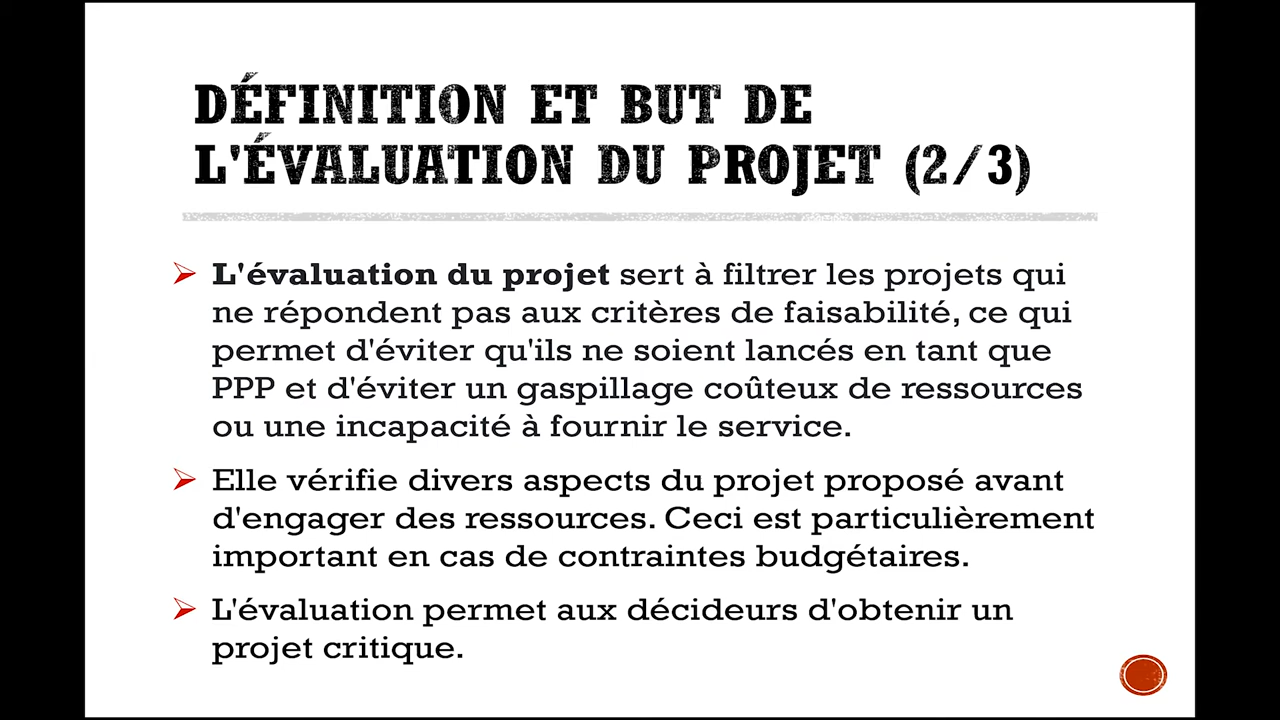 DÉFINITION ET BUT DE
L'ÉVALUATION DU PROJET (2/3)
L'évaluation du projet sert à filtrer les projets qui
ne répondent pas aux critères de faisabilité, ce qui
permet d'éviter qu'ils ne soient lancés en tant que
PPP et d'éviter un gaspillage coûteux de ressources
ou une incapacité à fournir le service.
Elle vérifie divers aspects du projet proposé avant
d'engager des ressources. Ceci est particulièrement
important en cas de contraintes budgétaires.
L'évaluation permet aux décideurs d'obtenir un
projet critique.